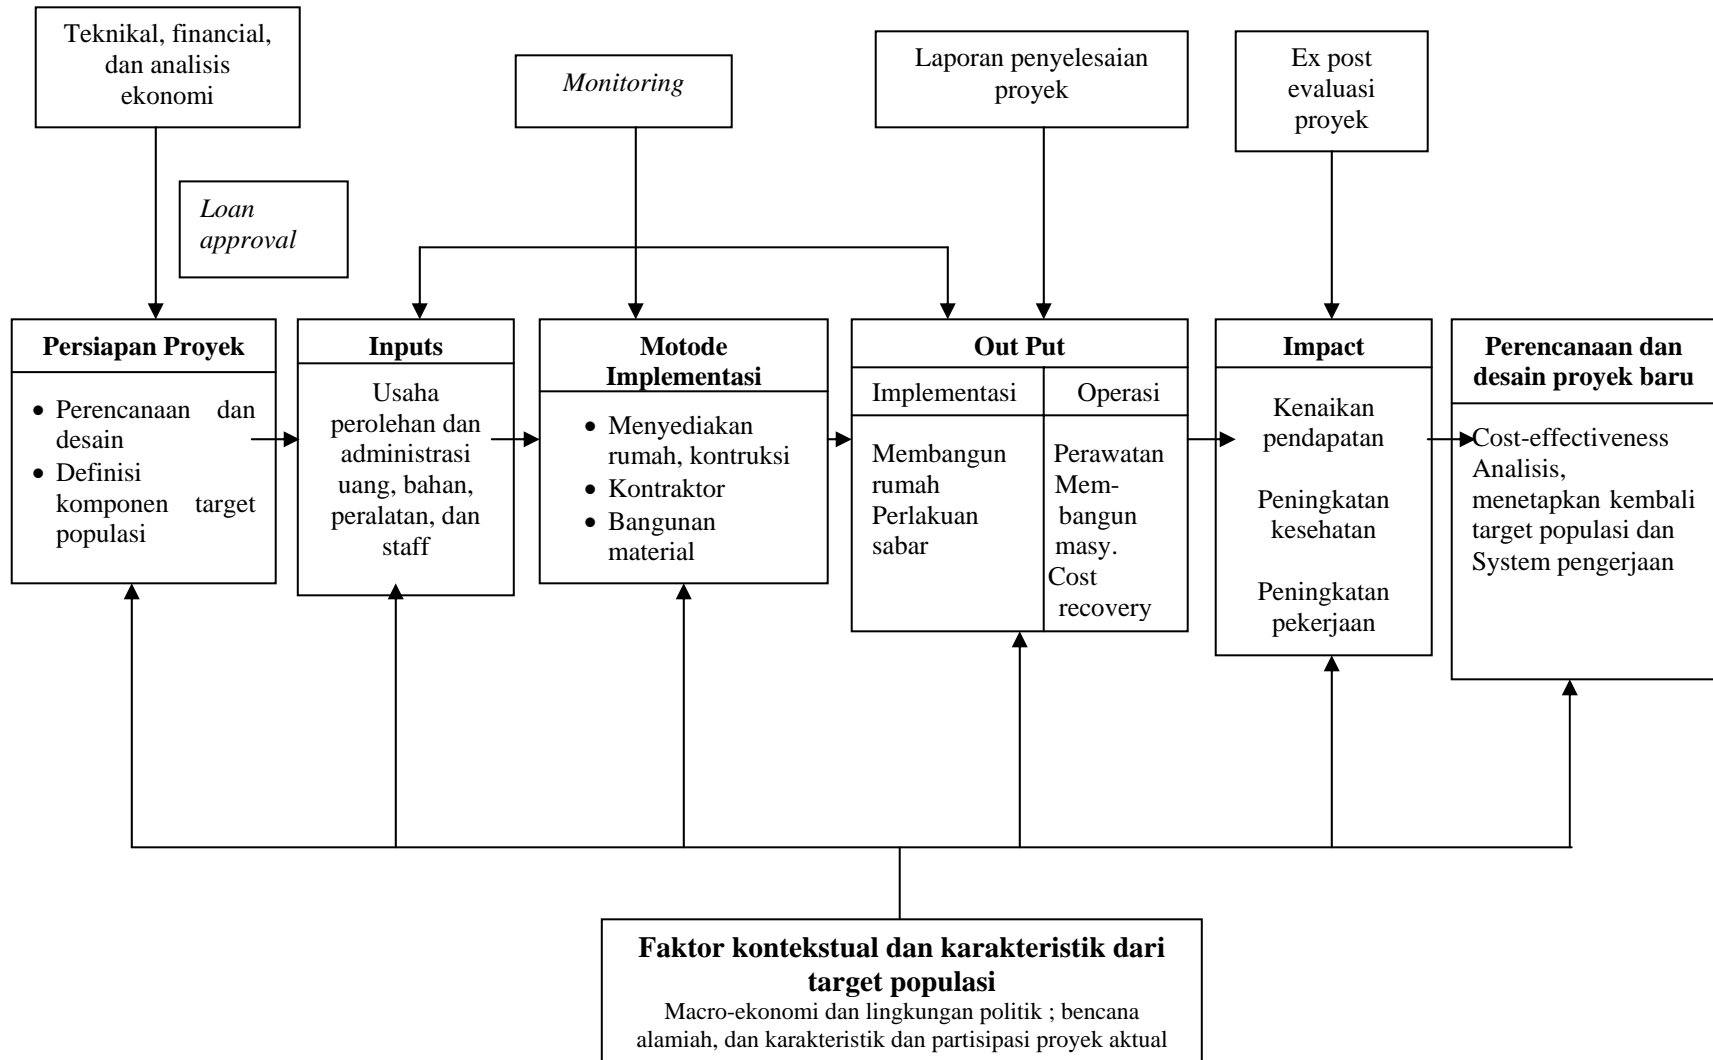 Teknikal, financial,
dan analisis
ekonomi
Monitoring
Laporan penyelesaian
proyek
Ex post
evaluasi
proyek
Loan
approval
Persiapan Proyek
• Perencanaan dan
desain
• Definisi
komponen target
populasi
Inputs
Usaha
perolehan dan
administrasi
uang, bahan,
peralatan, dan
staff
Motode
Implementasi
• Menyediakan
rumah, kontruksi
• Kontraktor
• Bangunan
material
Out Put
Implementasi
Membangun
rumah
Perlakuan
sabar
Operasi
Perawatan
Mem-
bangun
masy.
Cost
recovery
Impact
Kenaikan
pendapatan
Peningkatan
kesehatan
Peningkatan
pekerjaan
Perencanaan dan
desain proyek baru
Cost-effectiveness
Analisis,
menetapkan kembali
target populasi dan
System pengerjaan
Faktor kontekstual dan karakteristik dari
target populasi
Macro-ekonomi dan lingkungan politik ; bencana
alamiah, dan karakteristik dan partisipasi proyek aktual